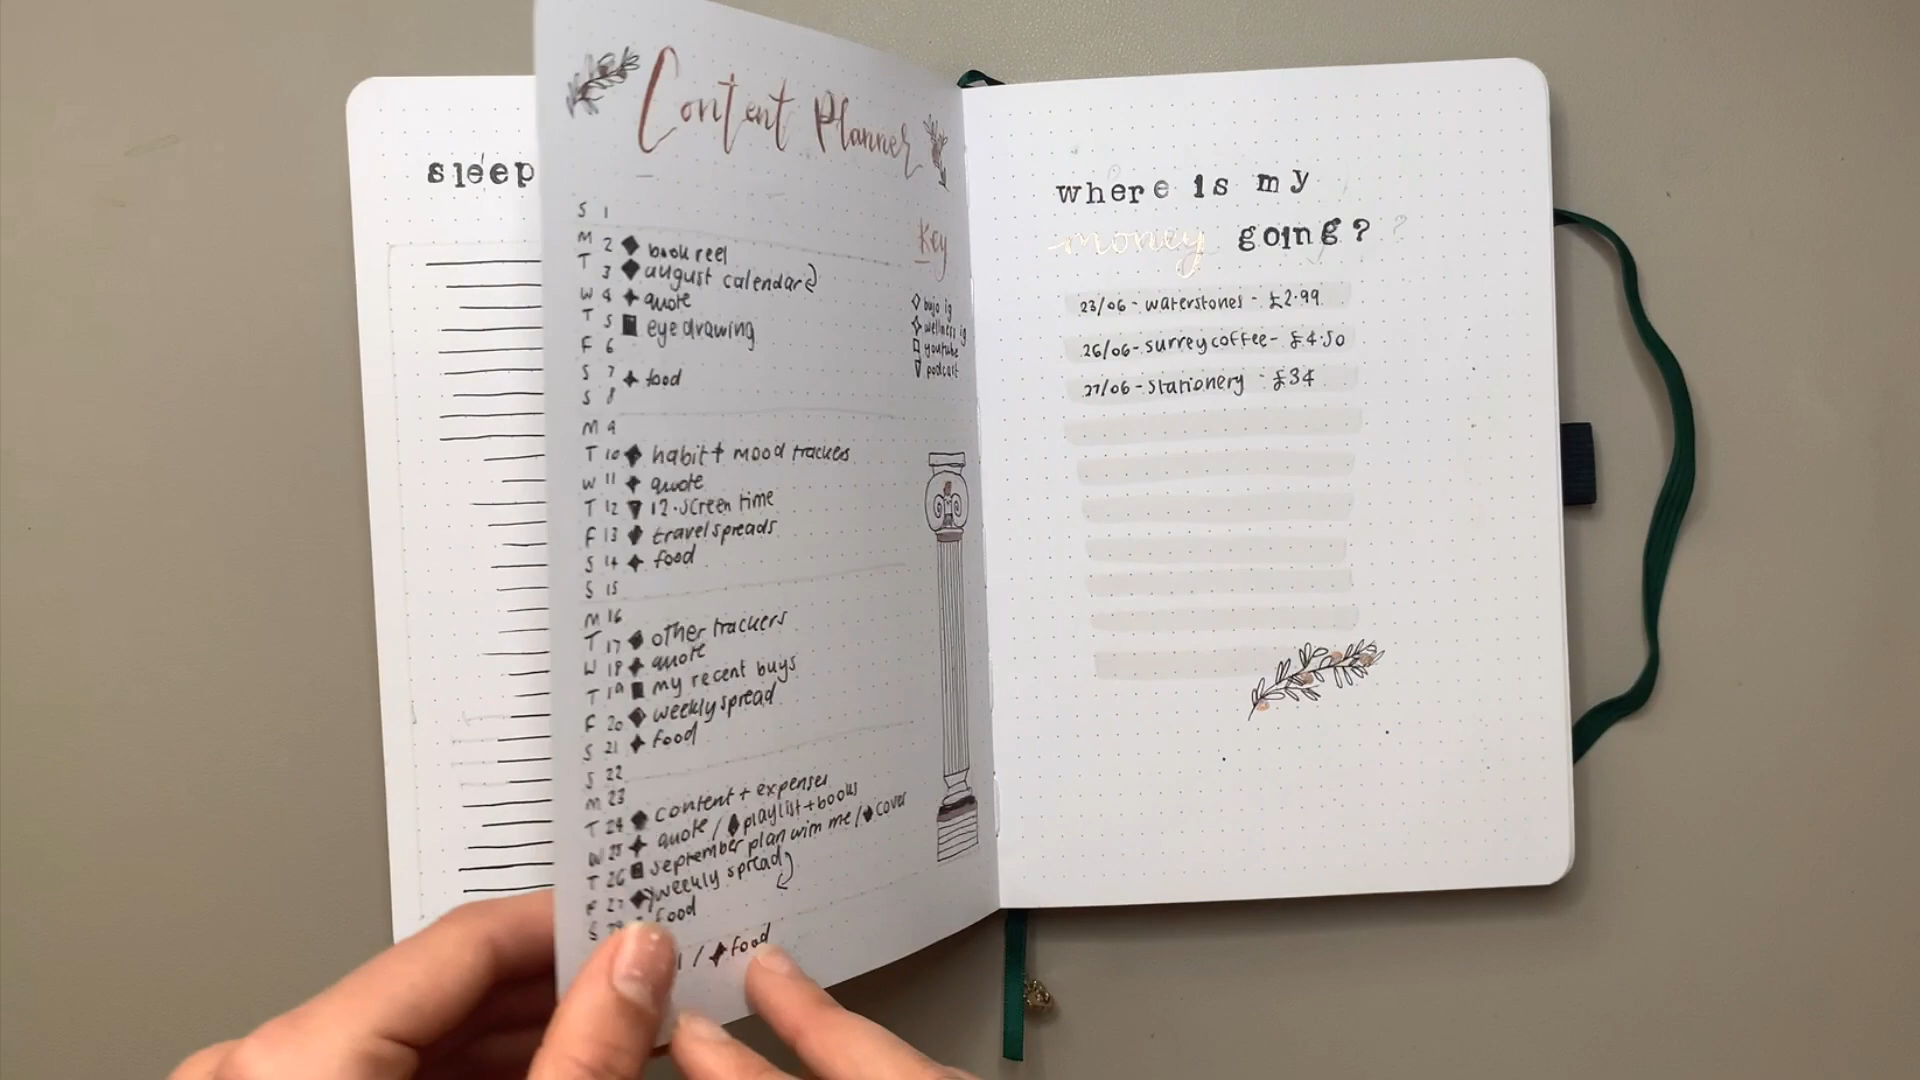 sleep
Content Planner
S 1
M 2 book reel
T 3 august calendar
W 4 quote
T 5 eye drawing
F 6
S 7 food
S 8
M 9
T 10 habit + mood trackers
W 11 quote
T 12 12. screen time
F 13 travel spreads
S 14 food
S 15
M 16
T 17 other trackers
W 18 quote
T 19 my recent buys
F 20 weekly spread
S 21 food
S 22
M 23
T 24 content + expenses
W 25 quote / playlist + books
T 26 september plan with me / cover
F 27 weekly spread
S food
/ food
Key
bujo ig
wellness ig
youtube
podcast
where is my
money going?
23/06 - waterstones - £2.99
26/06 - surrey coffee - £4.50
27/06 - stationery - £34